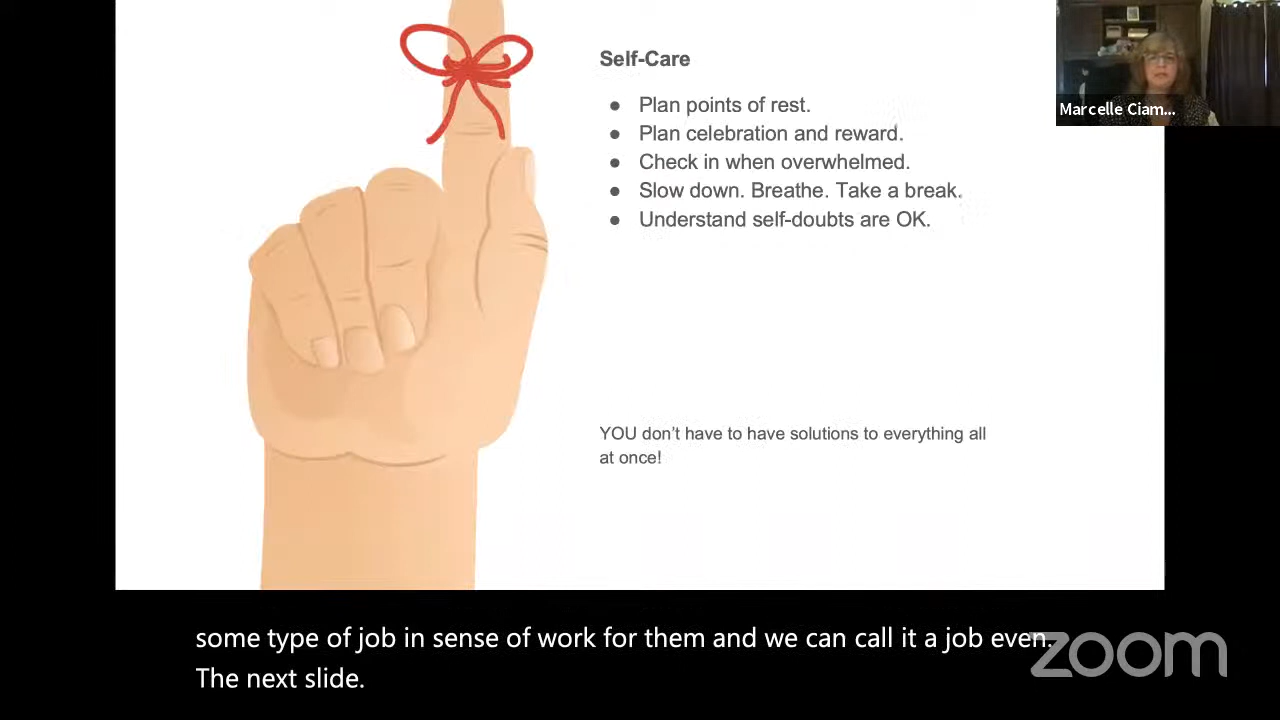 Self-Care
● Plan points of rest.
● Plan celebration and reward.
● Check in when overwhelmed.
● Slow down. Breathe. Take a break.
● Understand self-doubts are OK.
YOU don't have to have solutions to everything all
at once!
Marcelle Ciam...
some type of job in sense of work for them and we can call it a job even.
The next slide.
zoom